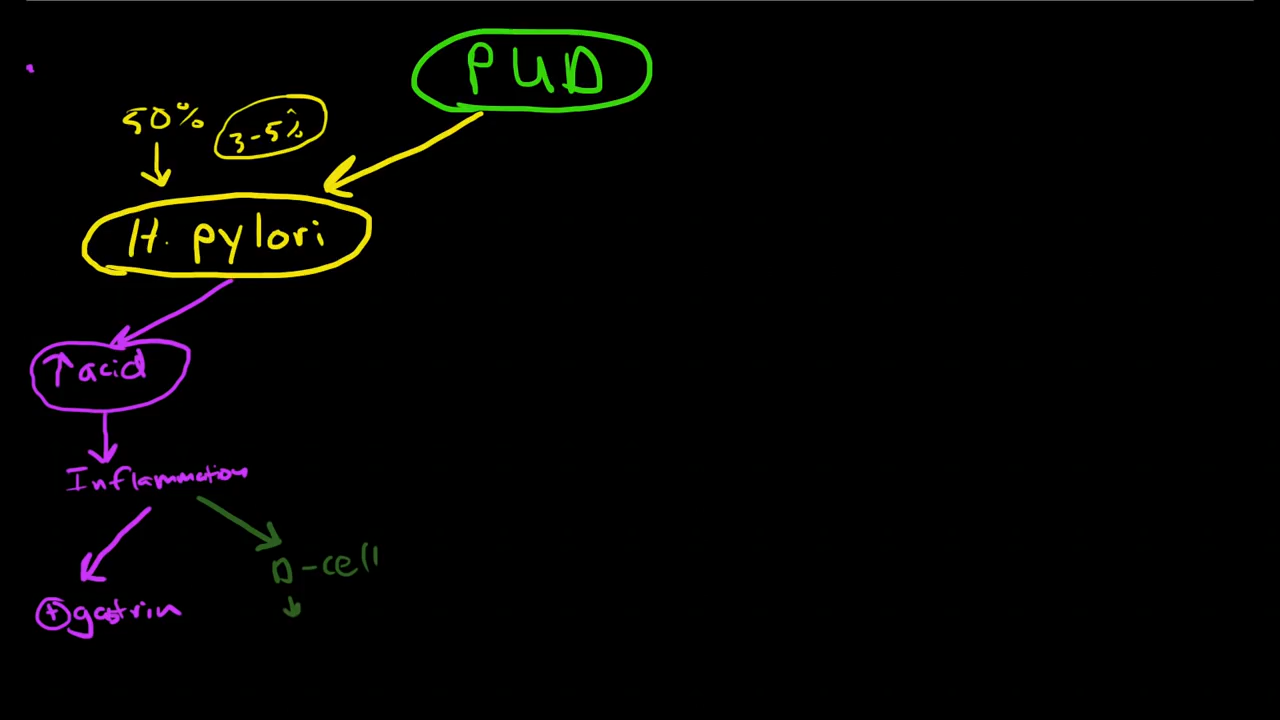 PUD
50% 3-5%
H. pylori
↑ acid
Inflammation
D-cell
+ gastrin